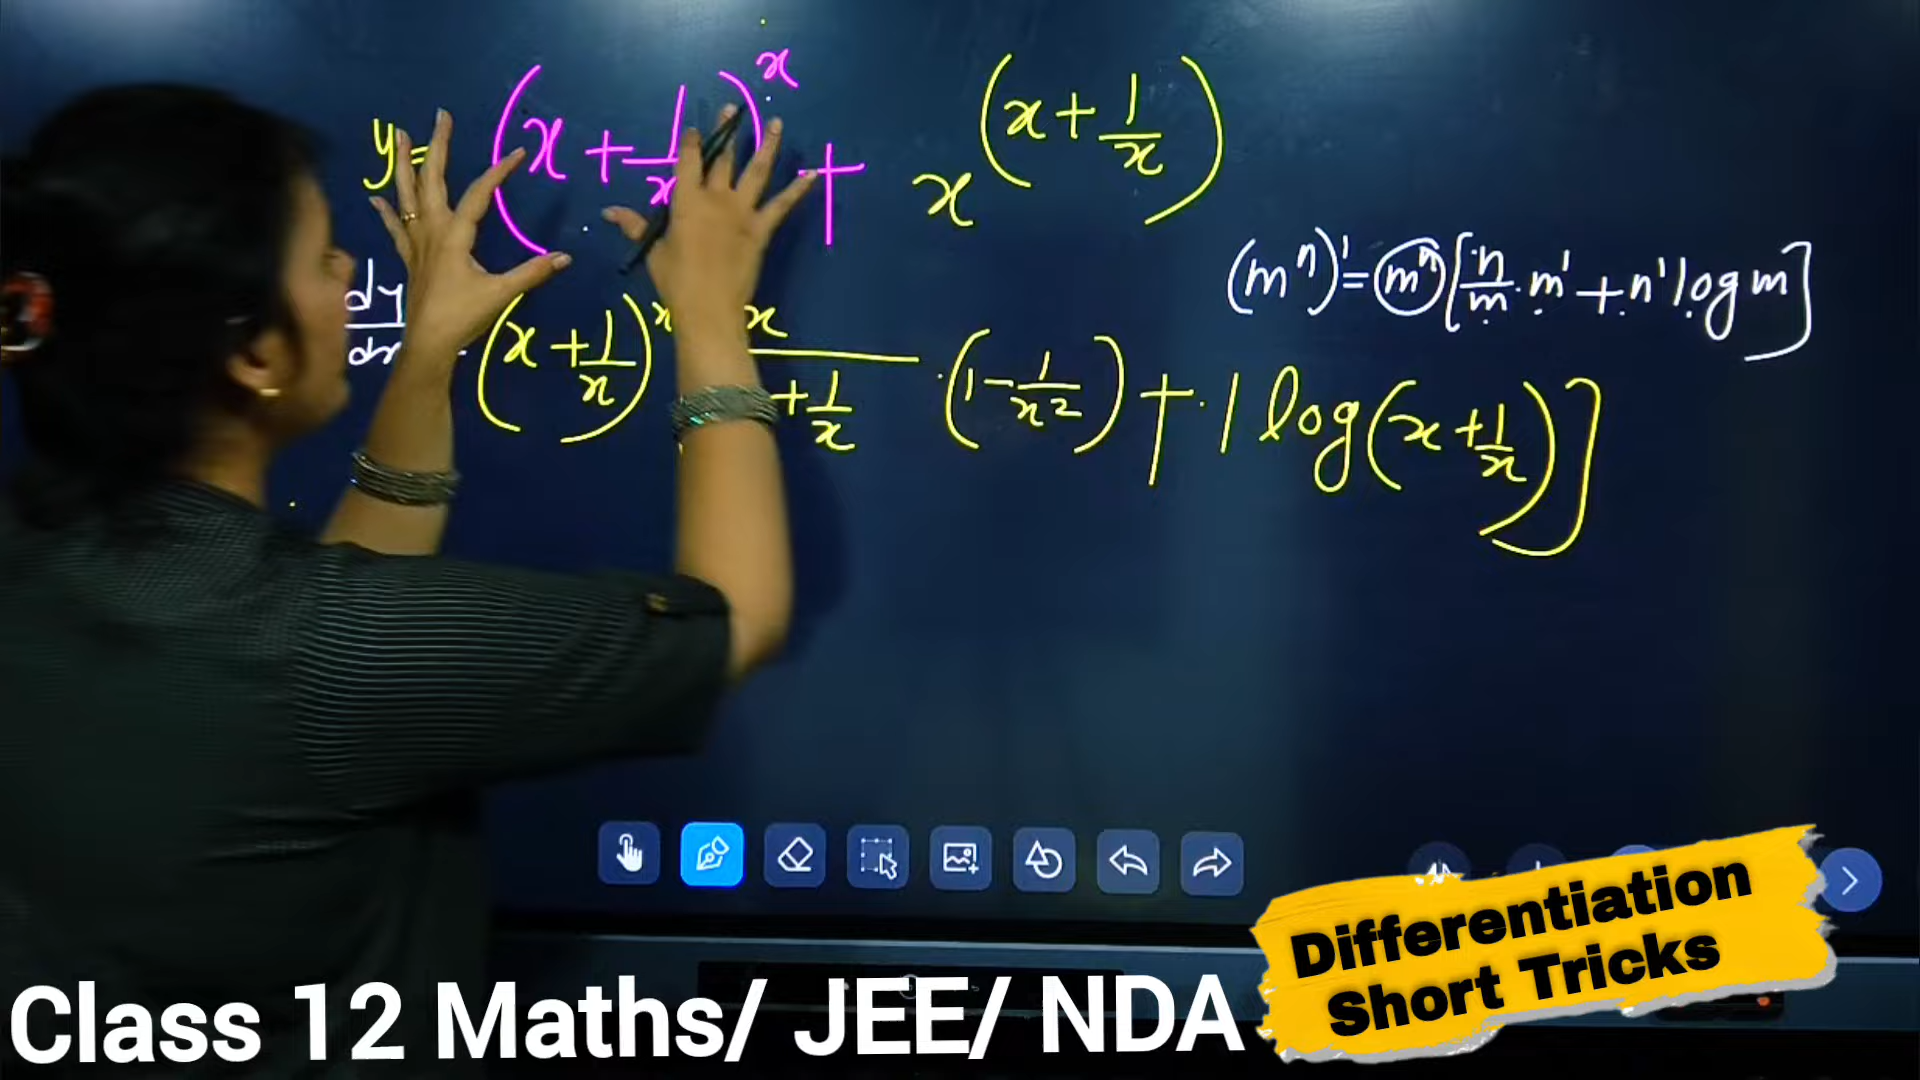 y= (x + 1/x)^x + x^(x + 1/x)
(m^n)' = m^n [n/m . m' + n' log m]
dy/dx (x + 1/x)^x x/ + 1/x . (1 - 1/x2) + 1 log (x + 1/x)]
Differentiation
Short Tricks
Class 12 Maths/ JEE/ NDA